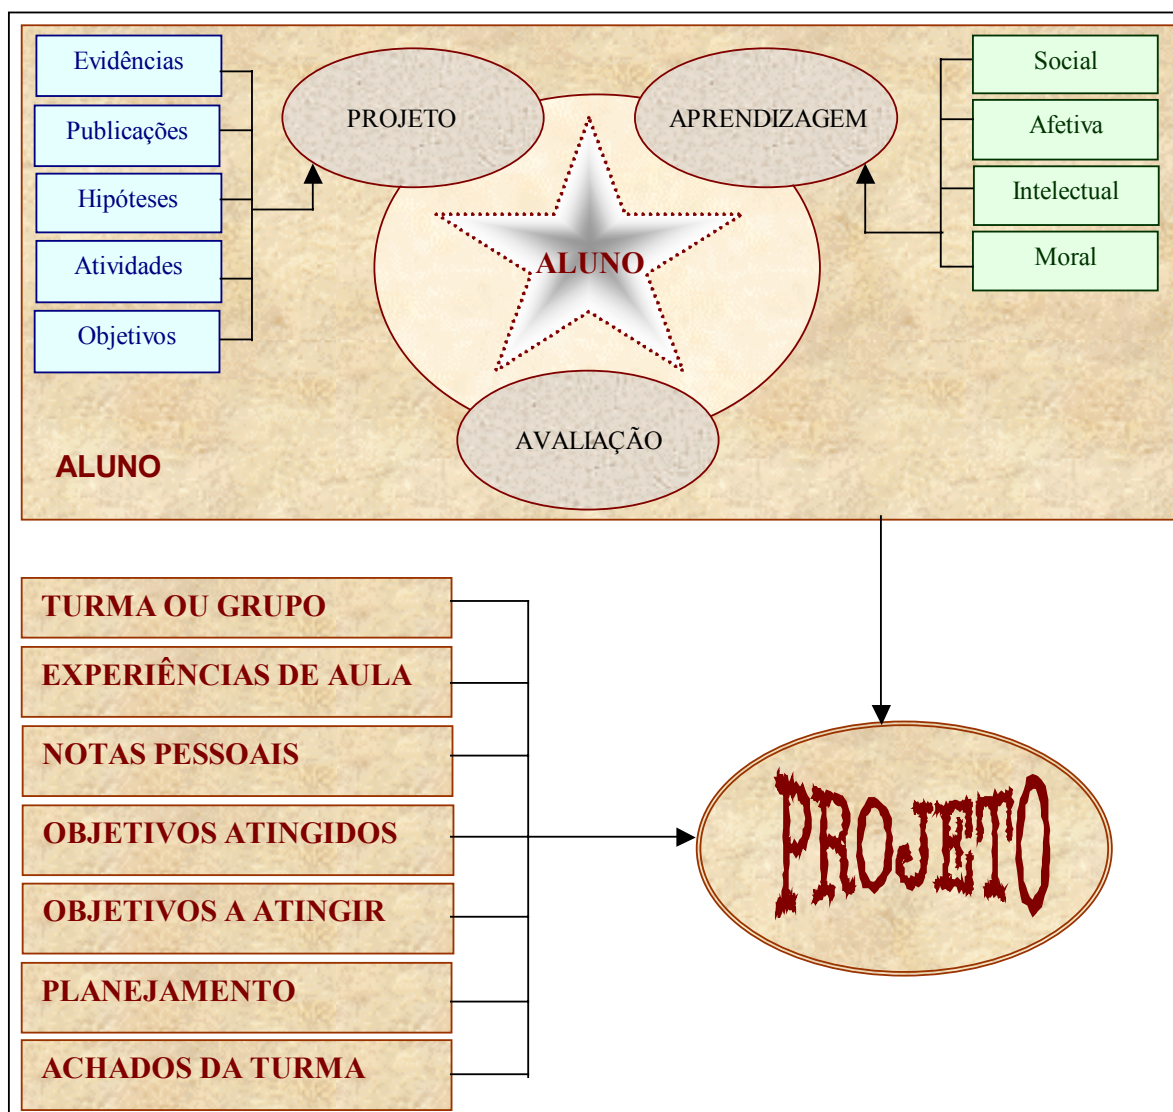 Evidências
Publicações
Hipóteses
Atividades
Objetivos
PROJETO
APRENDIZAGEM
ALUNO
AVALIAÇÃO
Social
Afetiva
Intelectual
Moral
ALUNO
TURMA OU GRUPO
EXPERIÊNCIAS DE AULA
NOTAS PESSOAIS
OBJETIVOS ATINGIDOS
OBJETIVOS A ATINGIR
PLANEJAMENTO
ACHADOS DA TURMA
PROJETO